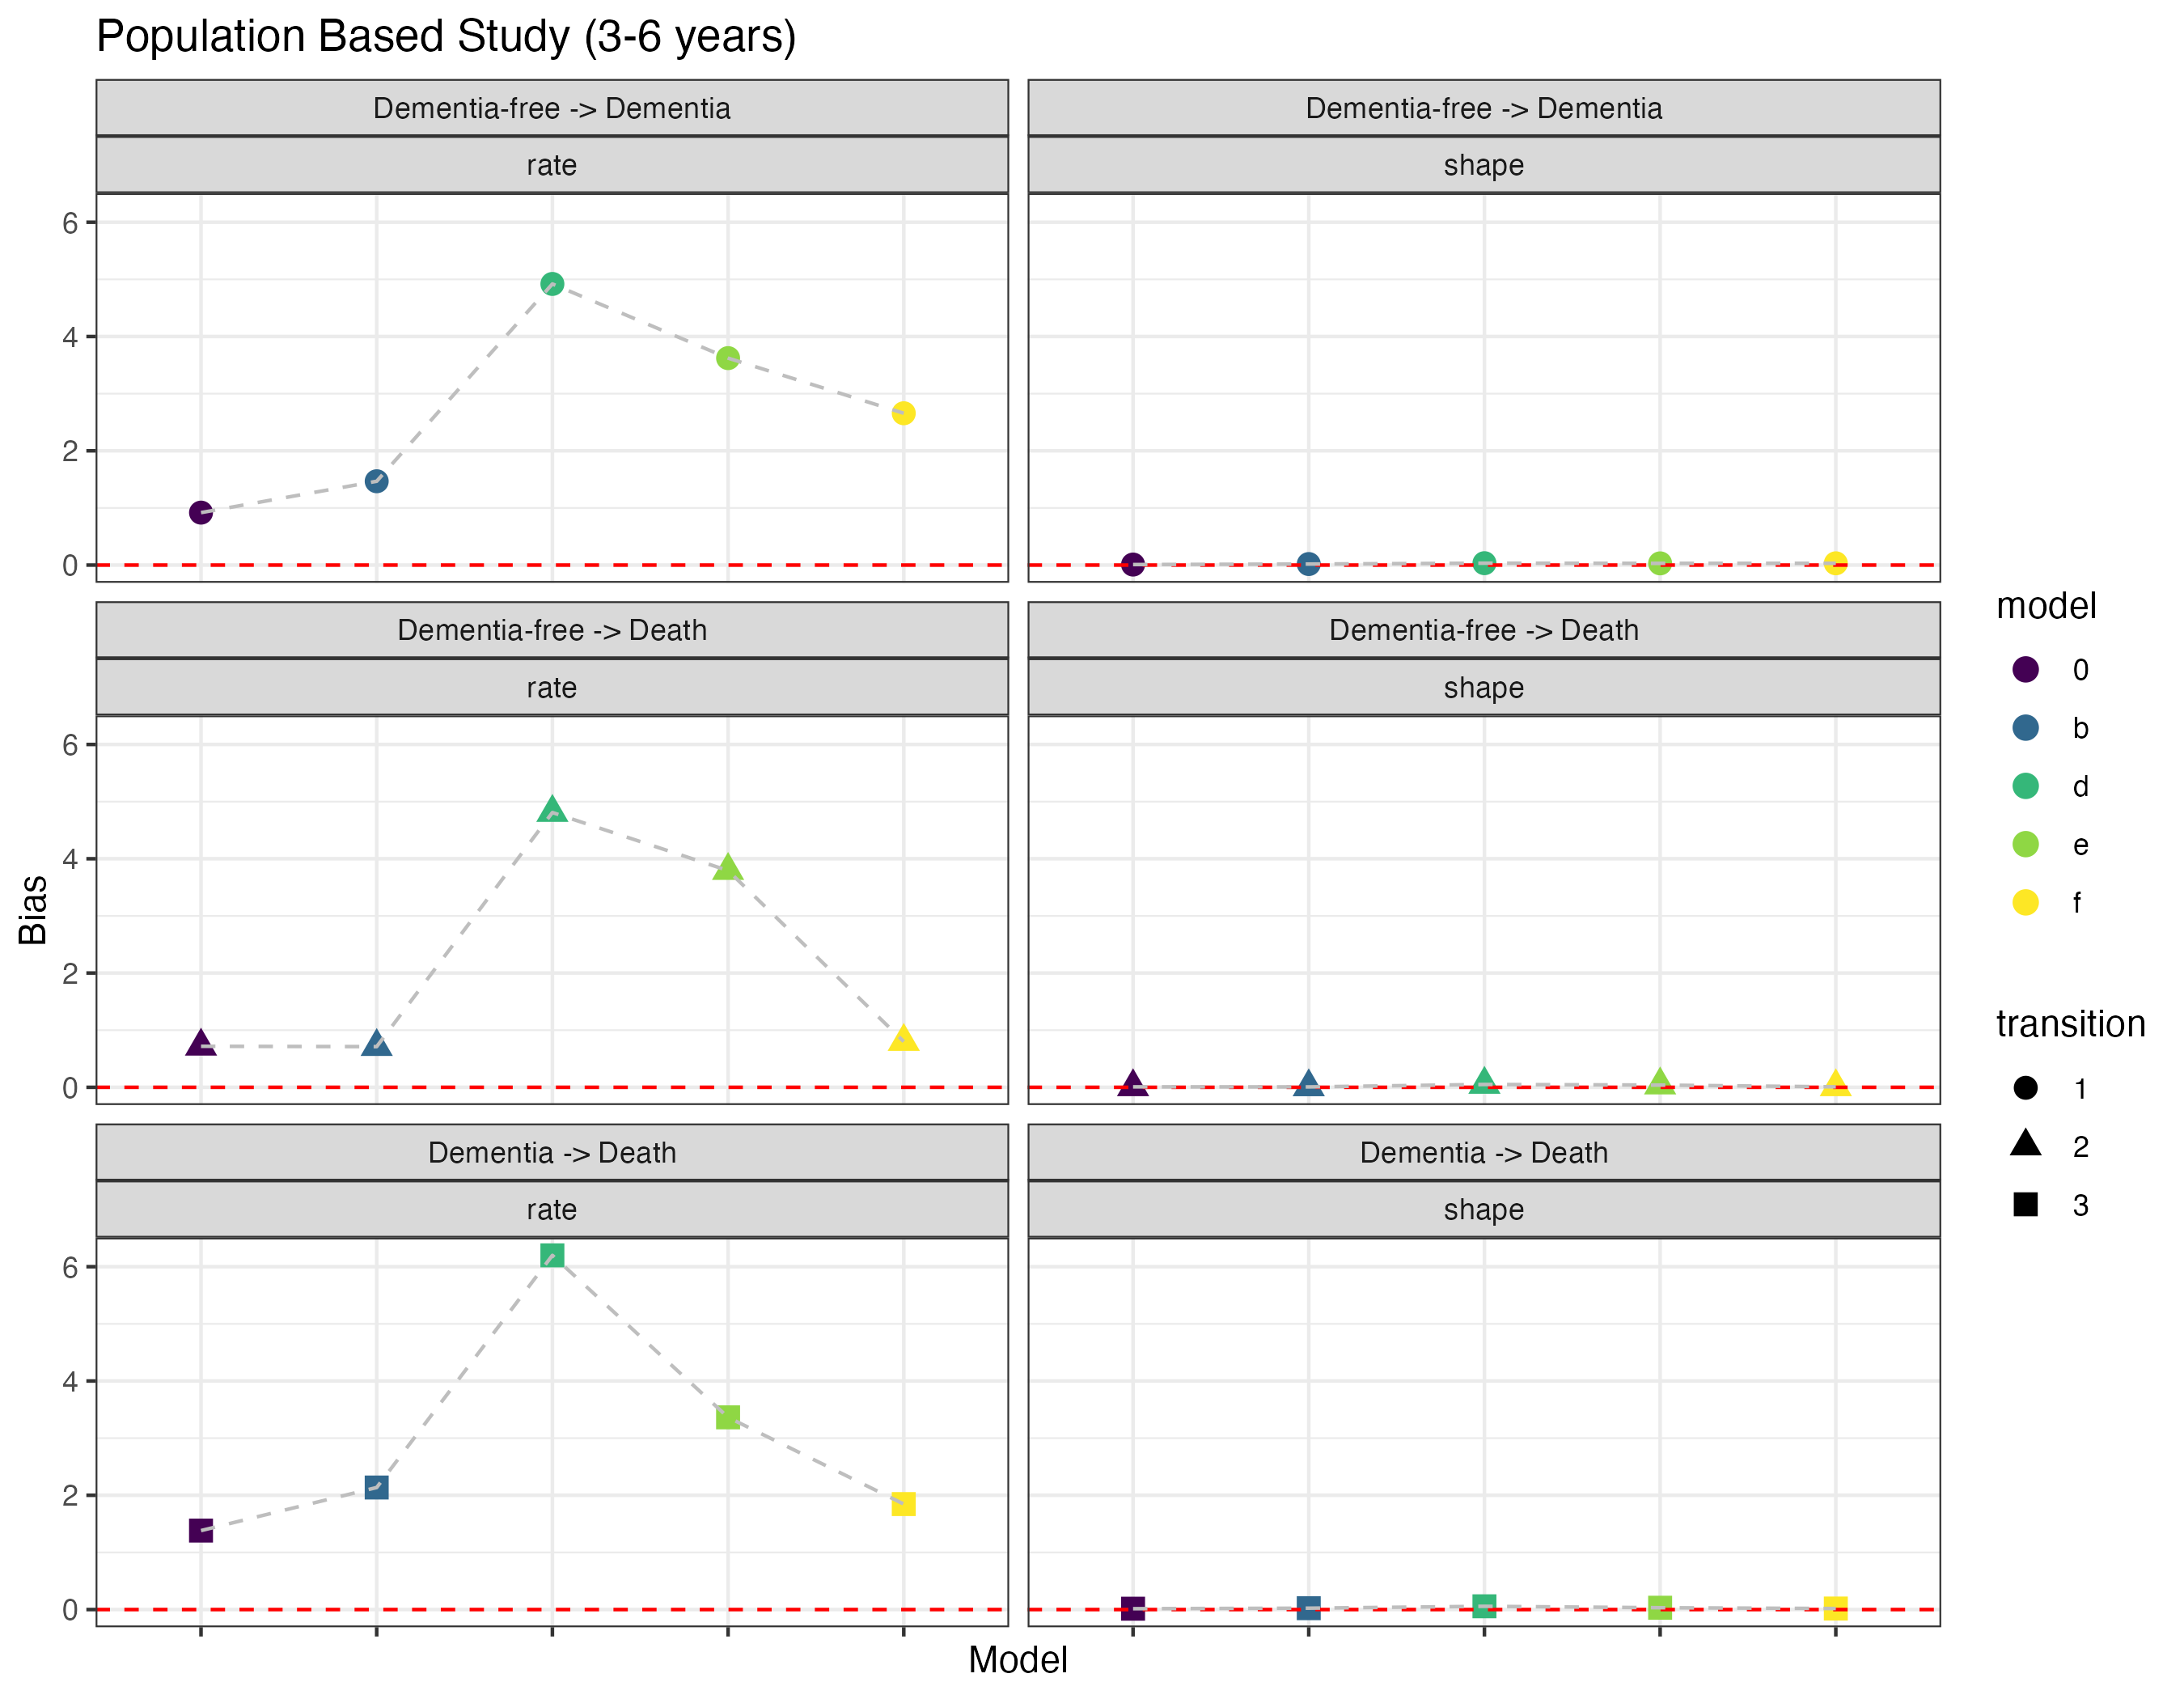 Population Based Study (3-6 years)
Dementia-free -> Dementia
rate
Dementia-free -> Dementia
shape
6
4
2
0
Dementia-free -> Death
rate
Dementia-free -> Death
shape
6
4
2
0
Dementia -> Death
rate
Dementia -> Death
shape
6
4
2
0
Bias
Model
model
0
b
d
e
f
transition
1
2
3